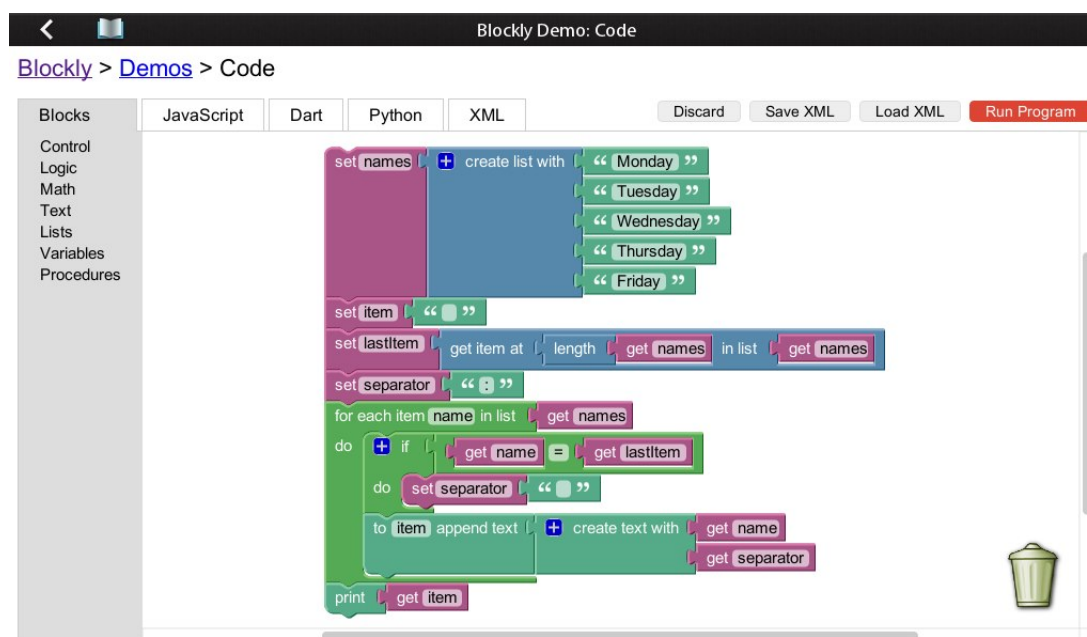 Blockly Demo: Code
Blockly > Demos > Code
Blocks JavaScript Dart Python XML Discard Save XML Load XML Run Program
Control
Logic
Math
Text
Lists
Variables
Procedures
set names create list with “ Monday ”
“ Tuesday ”
“ Wednesday ”
“ Thursday ”
“ Friday ”
set item “ ”
set lastItem get item at length get names in list get names
set separator “ : ”
for each item name in list get names
do + if get name = get lastItem
do set separator “ ”
to item append text + create text with get name
get separator
print get item